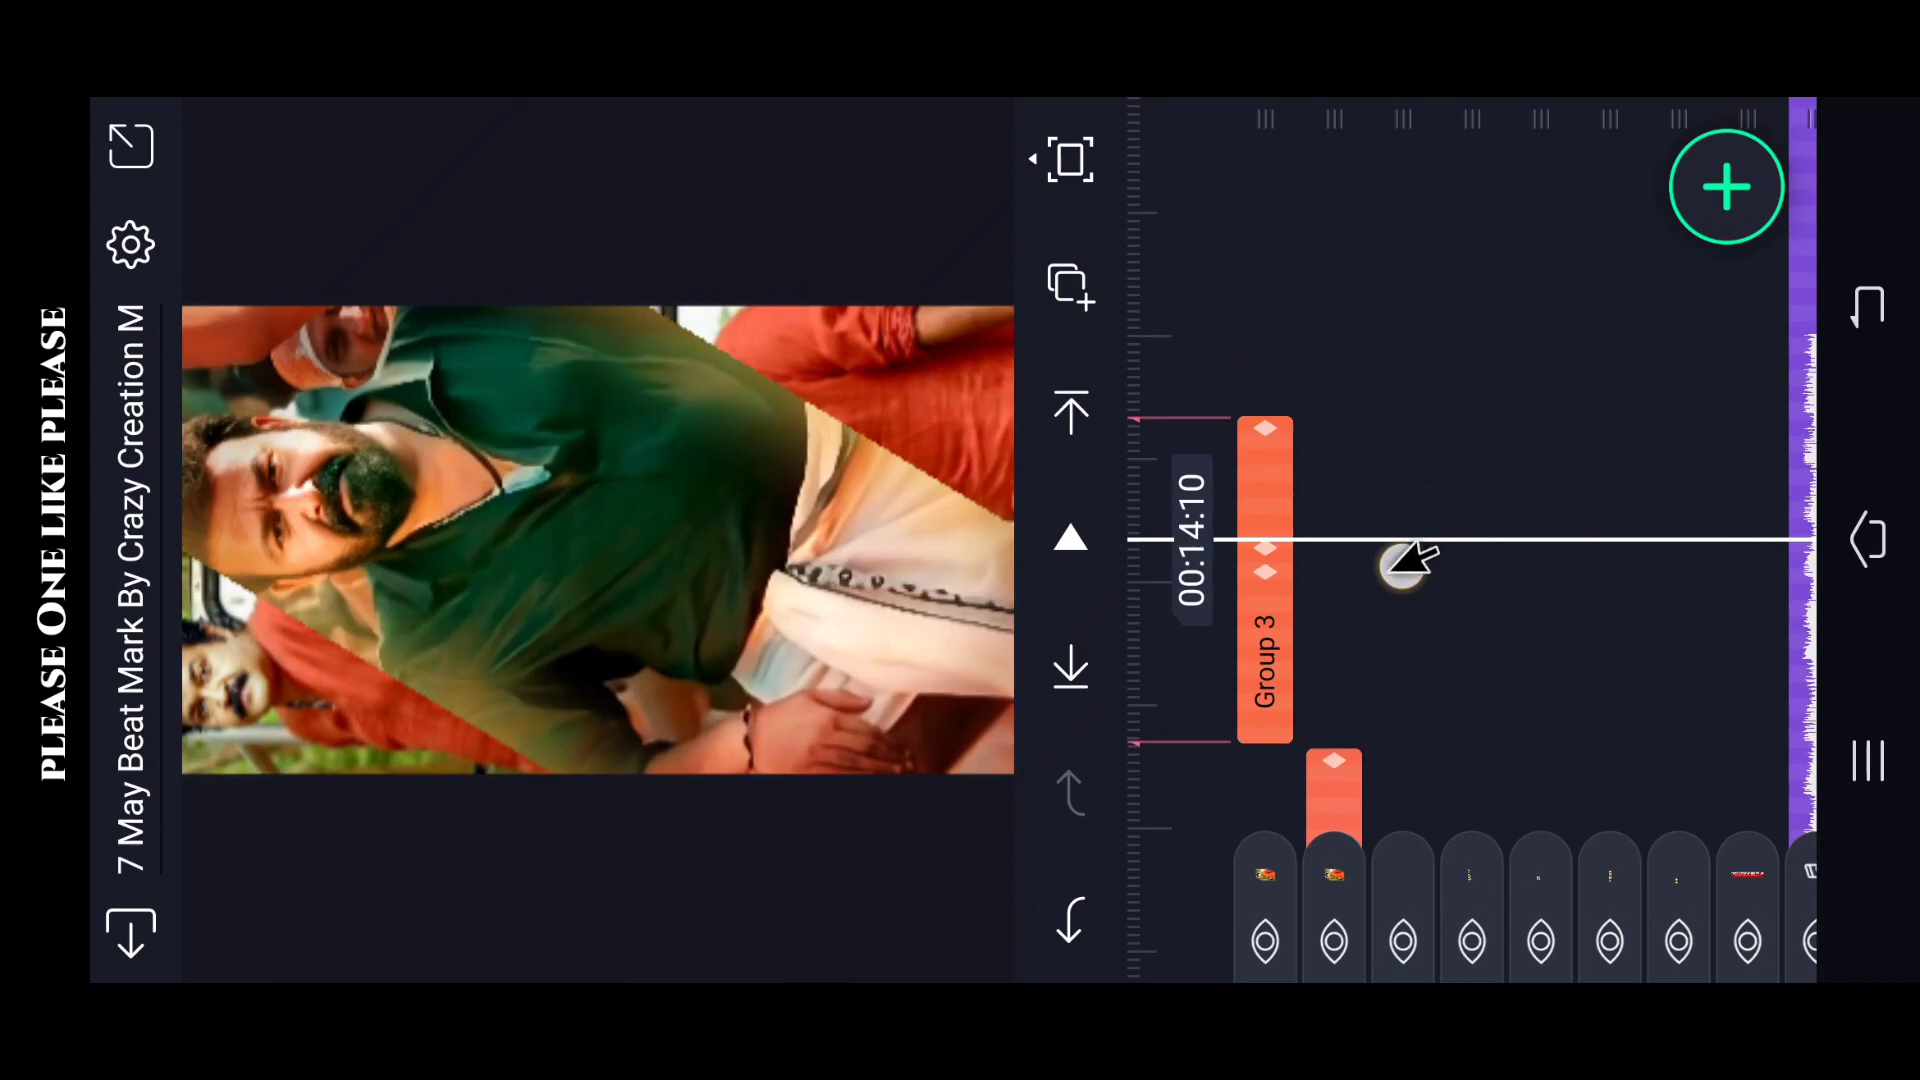 PLEASE ONE LIKE PLEASE
7 May Beat Mark By Crazy Creation M
00:14:10
Group 3